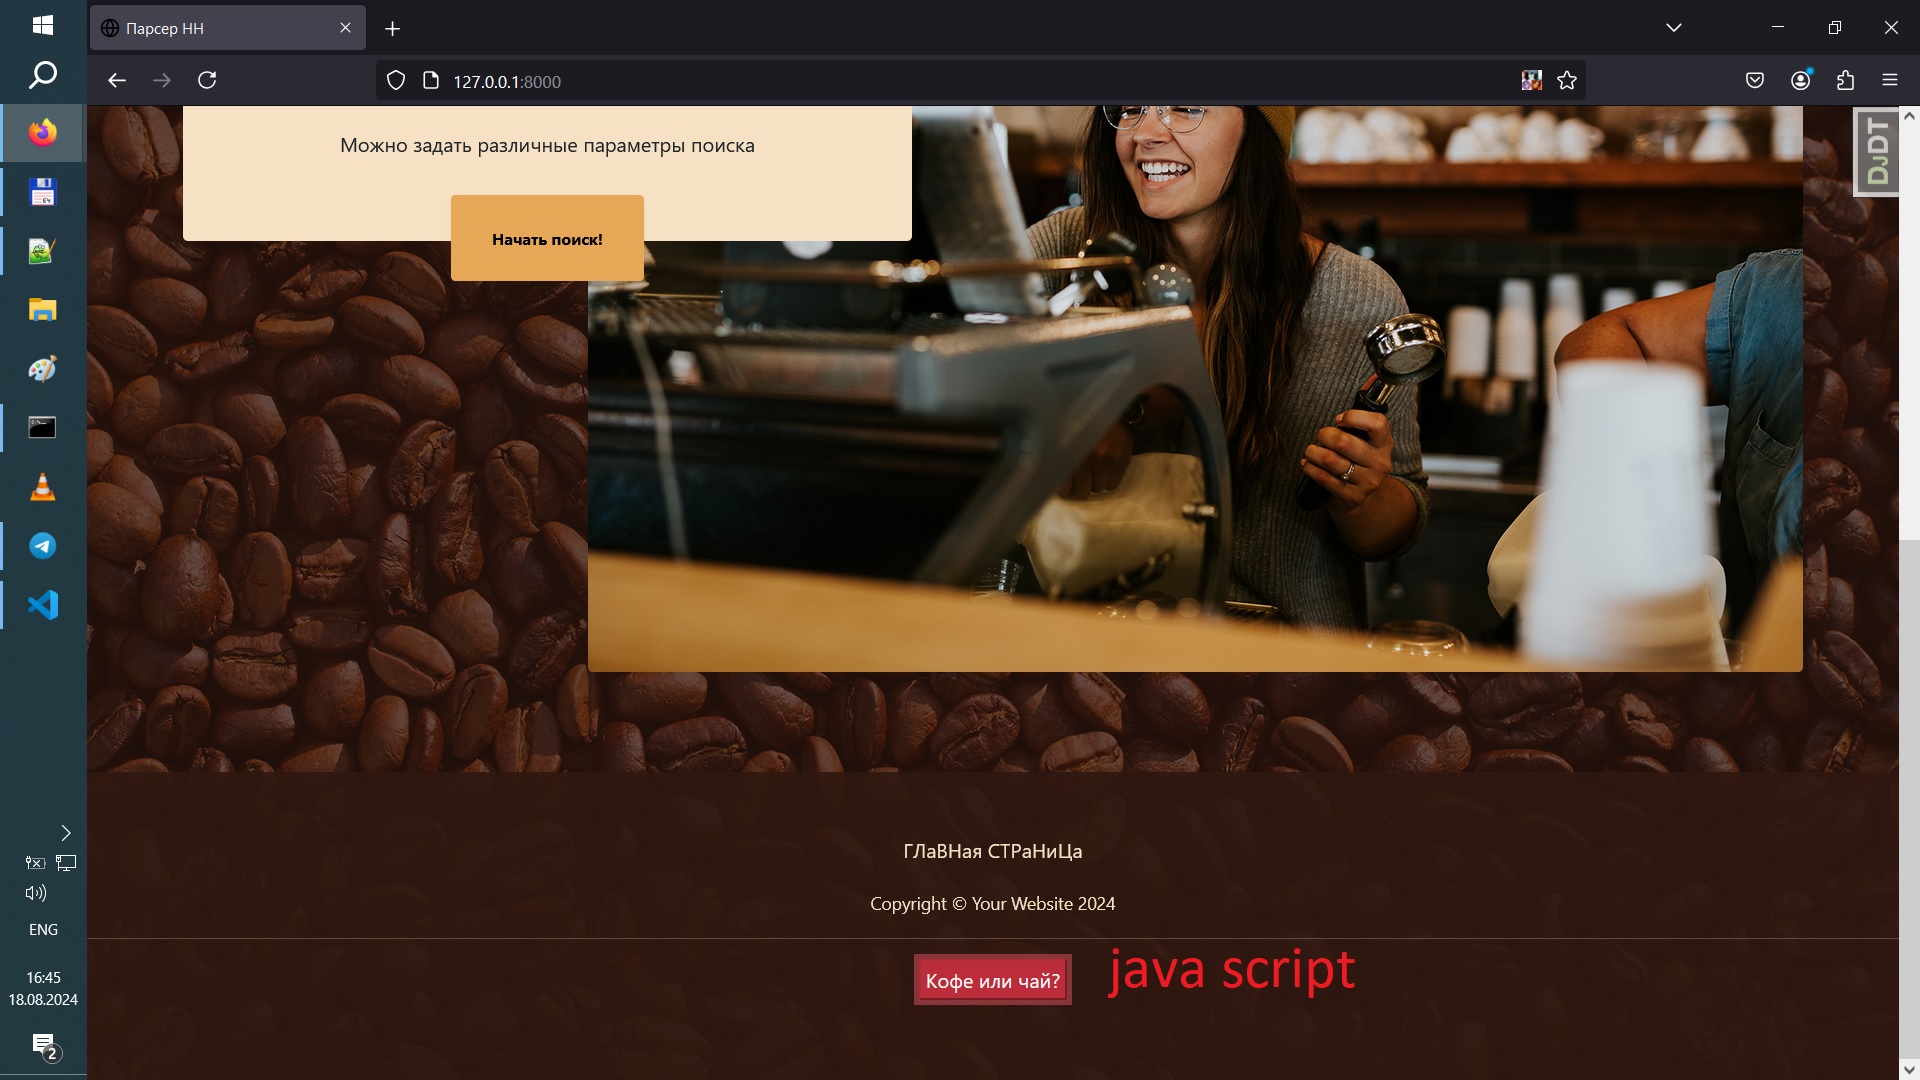 Парсер HH
127.0.0.1:8000
DJDT
Можно задать различные параметры поиска
Начать поиск!
64
ГЛаВНая СТРаНиЦа
Copyright © Your Website 2024
Кофе или чай?
java script
ENG
16:45
18.08.2024
2